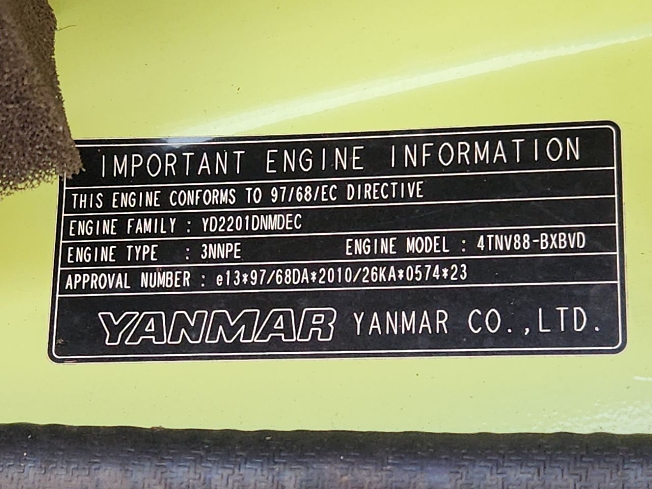 IMPORTANT ENGINE INFORMATION
THIS ENGINE CONFORMS TO 97/68/EC DIRECTIVE
ENGINE FAMILY : YD2201DNMDEC
ENGINE TYPE : 3NNPE ENGINE MODEL : 4TNV88-BXBVD
APPROVAL NUMBER : e13*97/68DA*2010/26KA*0574*23
YANMAR YANMAR CO.,LTD.